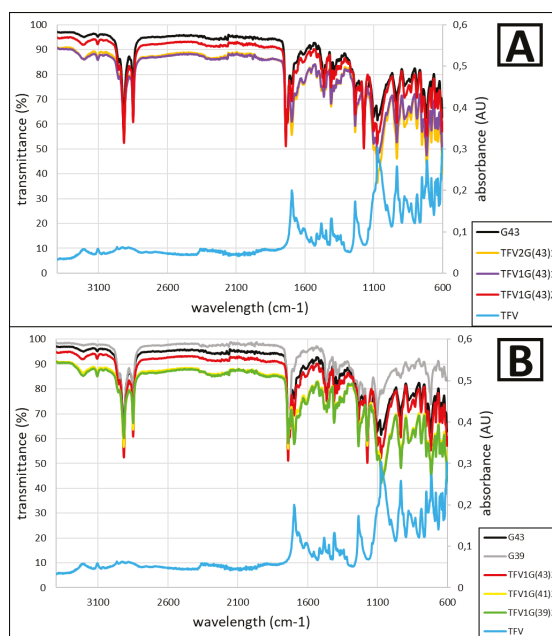 A
transmittance (%)
100
90
80
70
60
50
40
30
20
10
0
0,6
0,5
0,4
0,3
0,2
0,1
0
absorbance (AU)
3100 2600 2100 1600 1100 600
wavelength (cm-1)
G43
TFV2G(43)
TFV1G(43)
TFV1G(43)
TFV
B
transmittance (%)
100
90
80
70
60
50
40
30
20
10
0
0,6
0,5
0,4
0,3
0,2
0,1
0
absorbance (AU)
3100 2600 2100 1600 1100 600
wavelength (cm-1)
G43
G39
TFV1G(43)
TFV1G(41)
TFV1G(39)
TFV